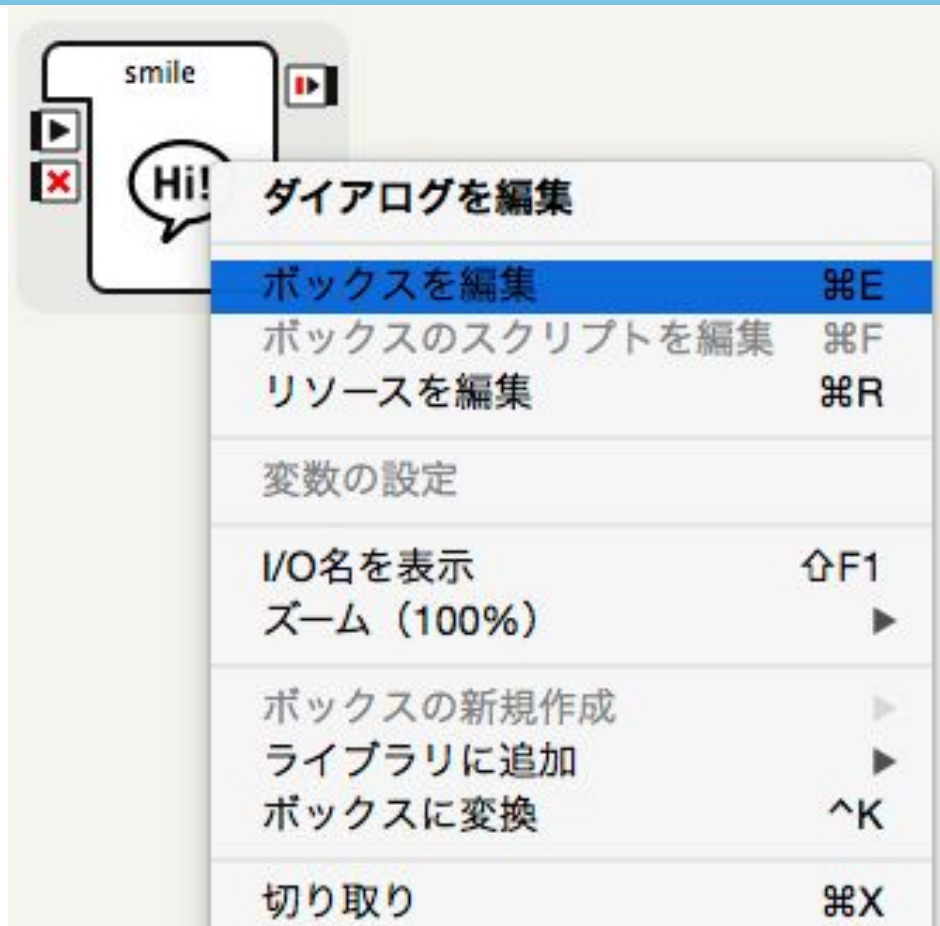 smile
Hi!
ダイアログを編集
ボックスを編集 ⌘E
ボックスのスクリプトを編集 ⌘F
リソースを編集 ⌘R
変数の設定
I/O名を表示 ⇧F1
ズーム（100%） ▶
ボックスの新規作成 ▶
ライブラリに追加 ▶
ボックスに変換 ^K
切り取り ⌘X